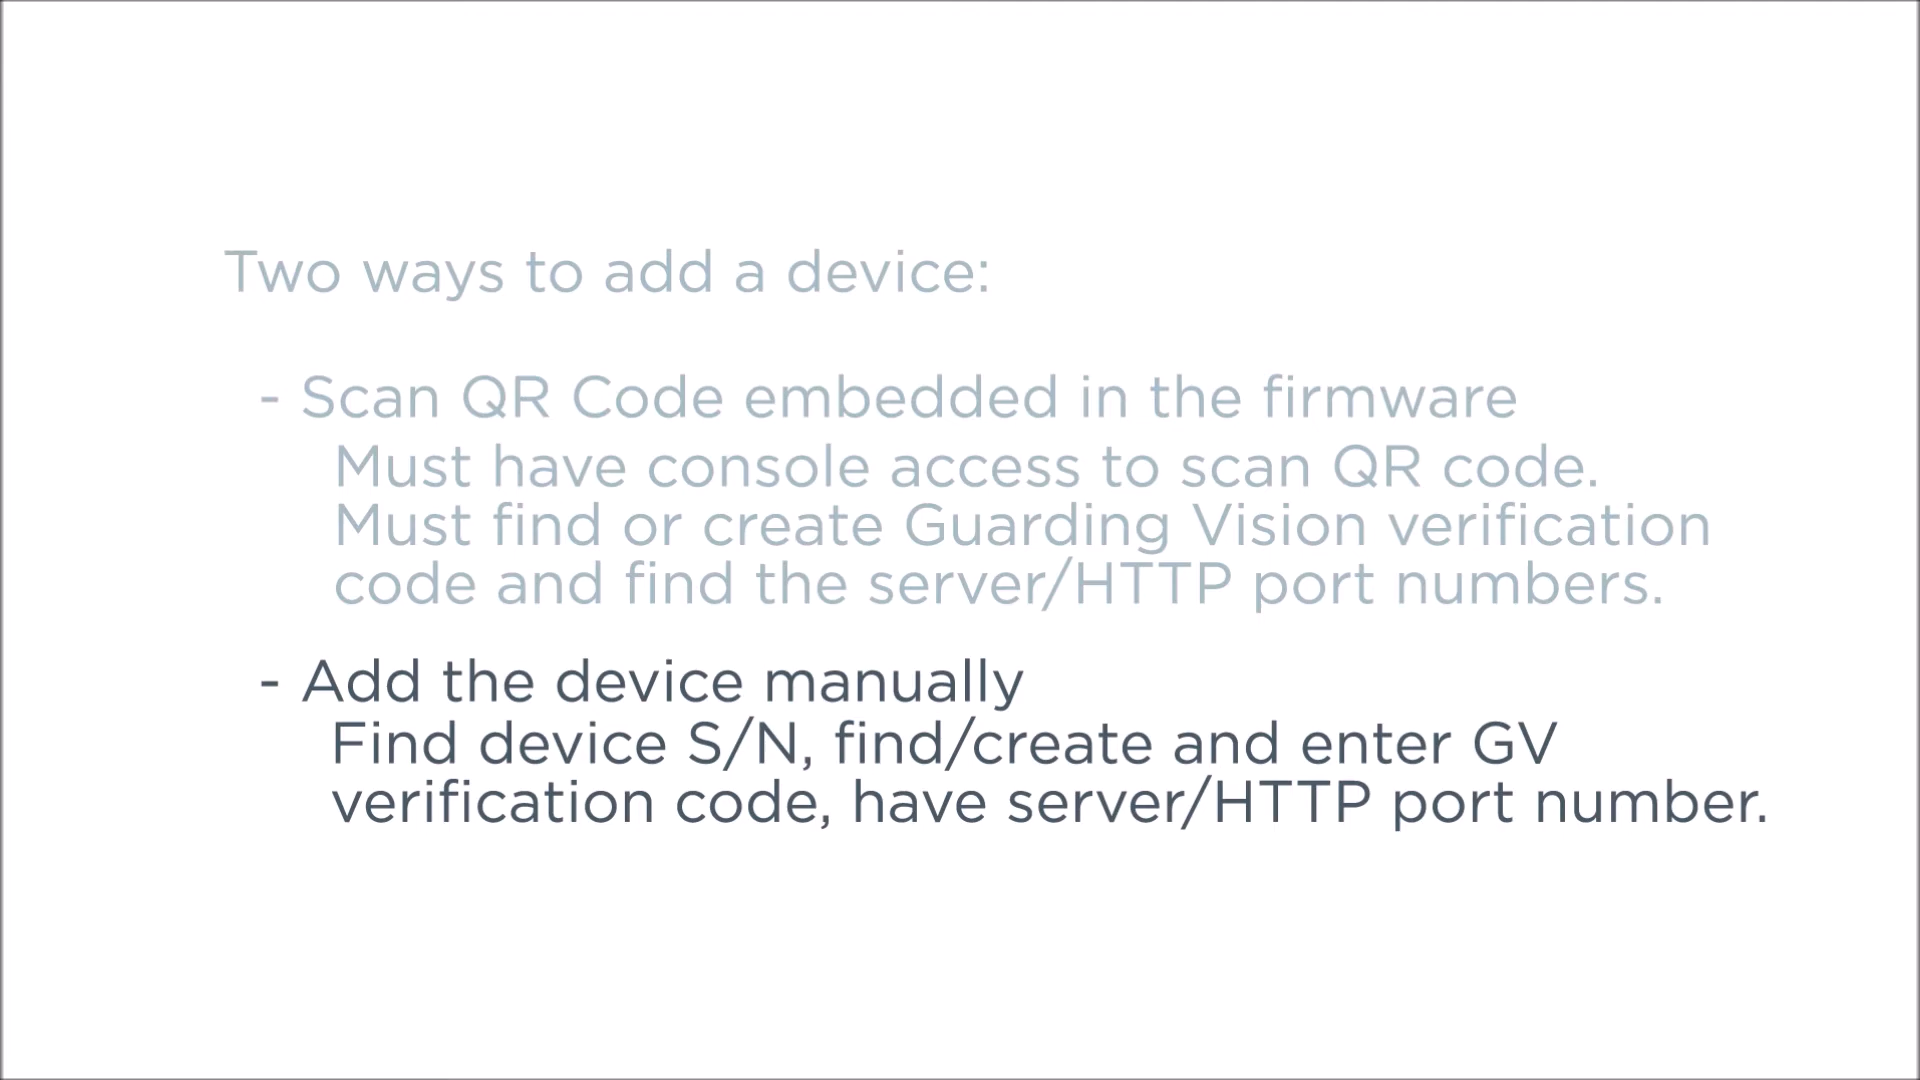 Two ways to add a device:
- Scan QR Code embedded in the firmware
Must have console access to scan QR code.
Must find or create Guarding Vision verification
code and find the server/HTTP port numbers.
- Add the device manually
Find device S/N, find/create and enter GV
verification code, have server/HTTP port number.